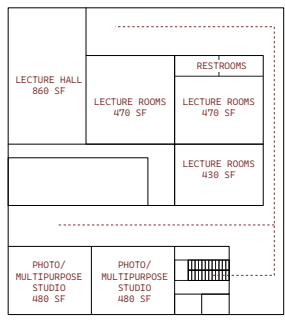 RESTROOMS
LECTURE HALL
860 SF
LECTURE ROOMS
470 SF
LECTURE ROOMS
470 SF
LECTURE ROOMS
430 SF
PHOTO/
MULTIPURPOSE
STUDIO
480 SF
PHOTO/
MULTIPURPOSE
STUDIO
480 SF